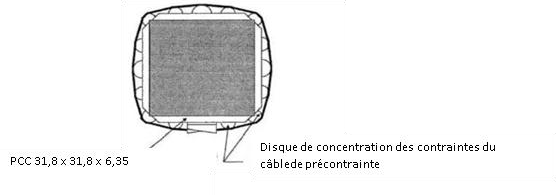 Disque de concentration des contraintes du
câblede précontrainte
PCC 31,8 x 31,8 x 6,35